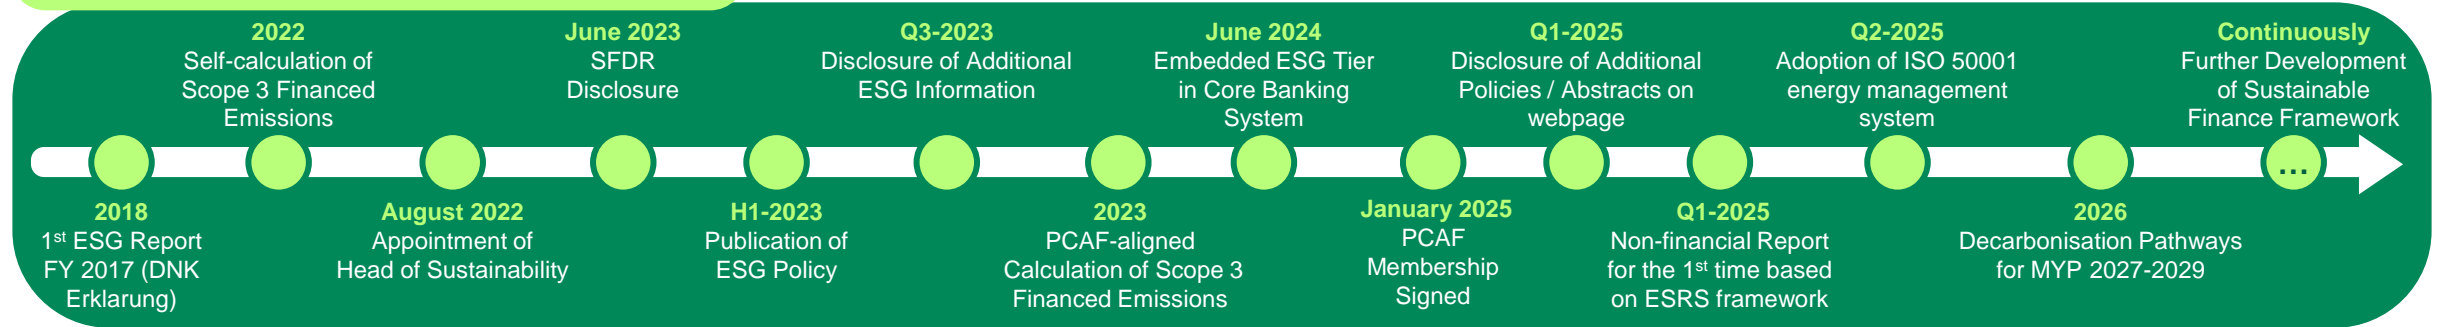 2022
Self-calculation of
Scope 3 Financed
Emissions
June 2023
SFDR
Disclosure
Q3-2023
Disclosure of Additional
ESG Information
June 2024
Embedded ESG Tier
in Core Banking
System
Q1-2025
Disclosure of Additional
Policies / Abstracts on
webpage
Q2-2025
Adoption of ISO 50001
energy management
system
Continuously
Further Development
of Sustainable
Finance Framework
...
2018
1st ESG Report
FY 2017 (DNK
Erklarung)
August 2022
Appointment of
Head of Sustainability
H1-2023
Publication of
ESG Policy
2023
PCAF-aligned
Calculation of Scope 3
Financed Emissions
January 2025
PCAF
Membership
Signed
Q1-2025
Non-financial Report
for the 1st time based
on ESRS framework
2026
Decarbonisation Pathways
for MYP 2027-2029